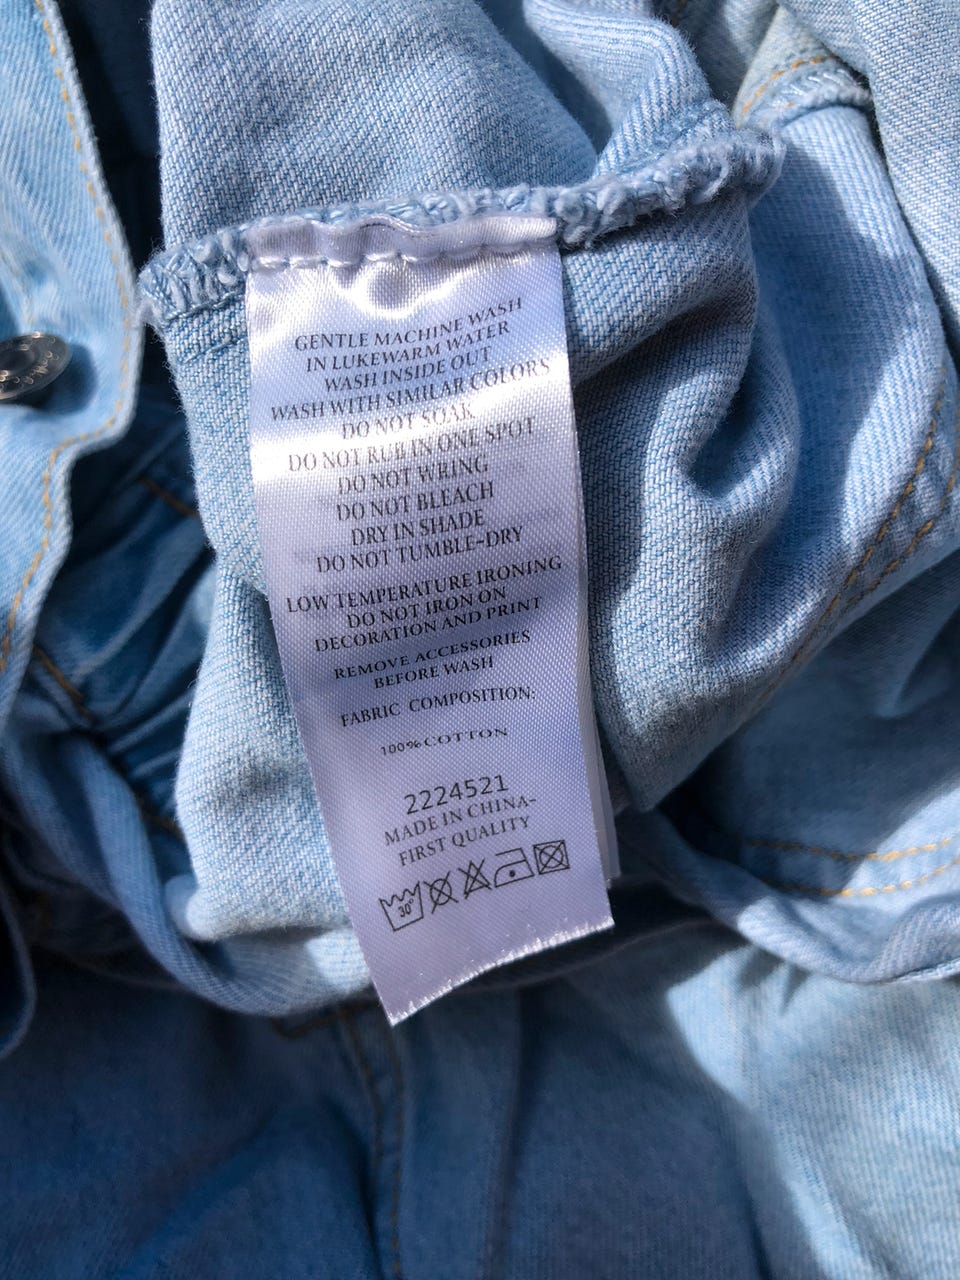 GENTLE MACHINE WASH
IN LUKEWARM WATER
WASH INSIDE OUT
WASH WITH SIMILAR COLORS
DO NOT SOAK
DO NOT RUB IN ONE SPOT
DO NOT WRING
DO NOT BLEACH
DRY IN SHADE
DO NOT TUMBLE-DRY
LOW TEMPERATURE IRONING
DO NOT IRON ON
DECORATION AND PRINT
REMOVE ACCESSORIES
BEFORE WASH
FABRIC COMPOSITION:
100% COTTON
2224521
MADE IN CHINA-
FIRST QUALITY
30°